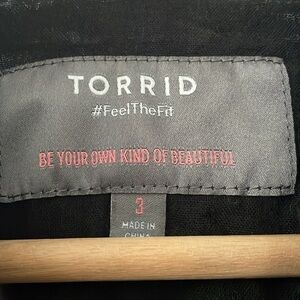 TORRID
#FeelTheFit
BE YOUR OWN KIND OF BEAUTIFUL
3
MADE IN
CHINA